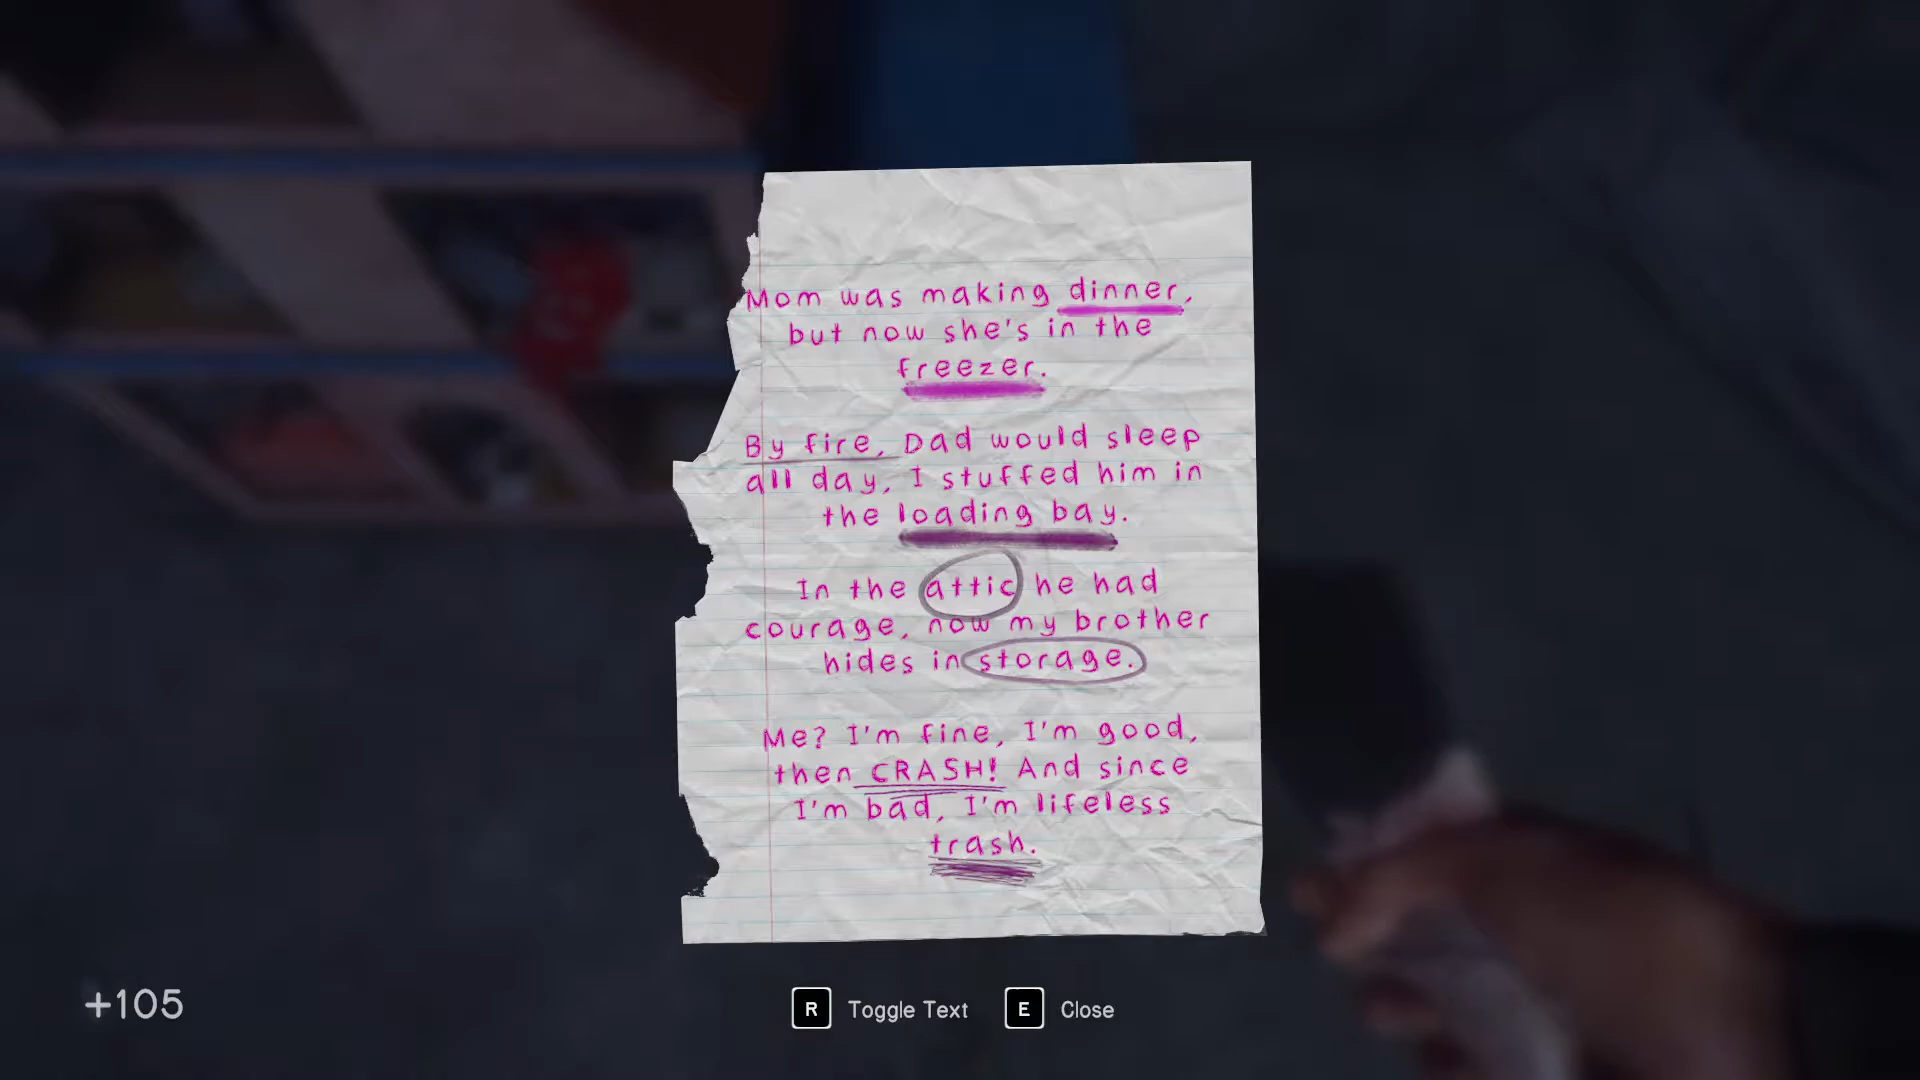 Mom was making dinner,
but now she's in the
freezer.
By fire, Dad would sleep
all day, I stuffed him in
the loading bay.
In the attic he had
courage, now my brother
hides in storage.
Me? I'm fine, I'm good,
then CRASH! And since
I'm bad, I'm lifeless
trash.
+105
R Toggle Text E Close